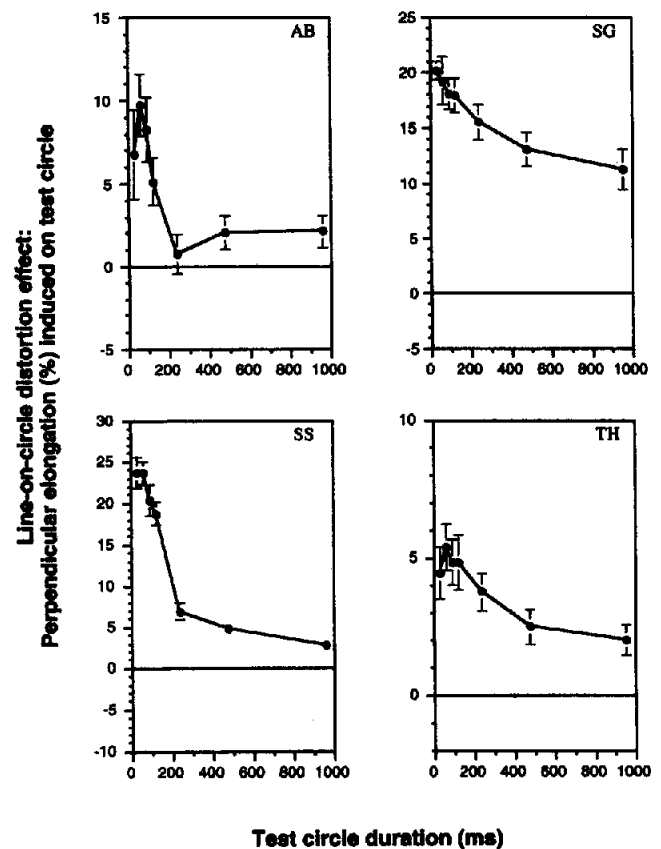 Line-on-circle distortion effect:
Perpendicular elongation (%) induced on test circle
AB
15
10
5
0
-5
0 200 400 600 800 1000
SG
25
20
15
10
5
0
-5
0 200 400 600 800 1000
SS
30
25
20
15
10
5
0
-5
-10
0 200 400 600 800 1000
TH
10
5
0
0 200 400 600 800 1000
Test circle duration (ms)